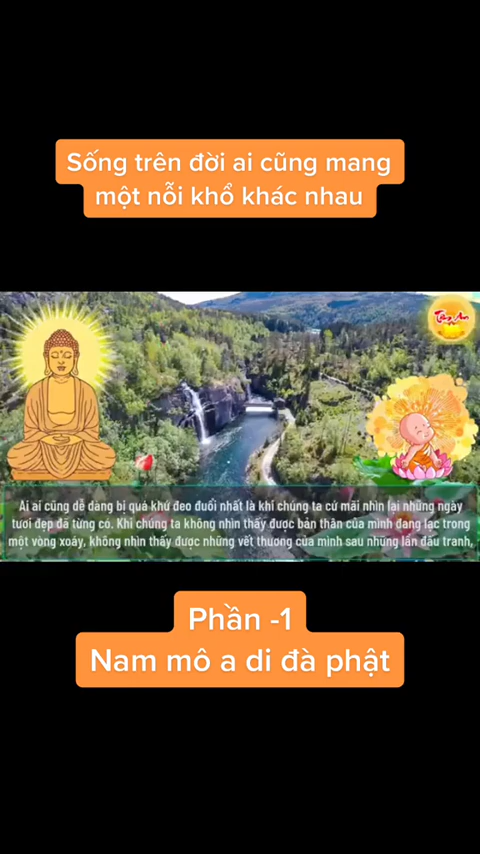 Sống trên đời ai cũng mang
một nỗi khổ khác nhau
Tâm An
Ai ai cũng dễ dàng bị quá khứ đeo đuổi nhất là khi chúng ta cứ mãi nhìn lại những ngày
tươi đẹp đã từng có. Khi chúng ta không nhìn thấy được bản thân của mình đang lạc trong
một vòng xoáy, không nhìn thấy được những vết thương của mình sau những lần đấu tranh,
Phần -1
Nam mô a di đà phật